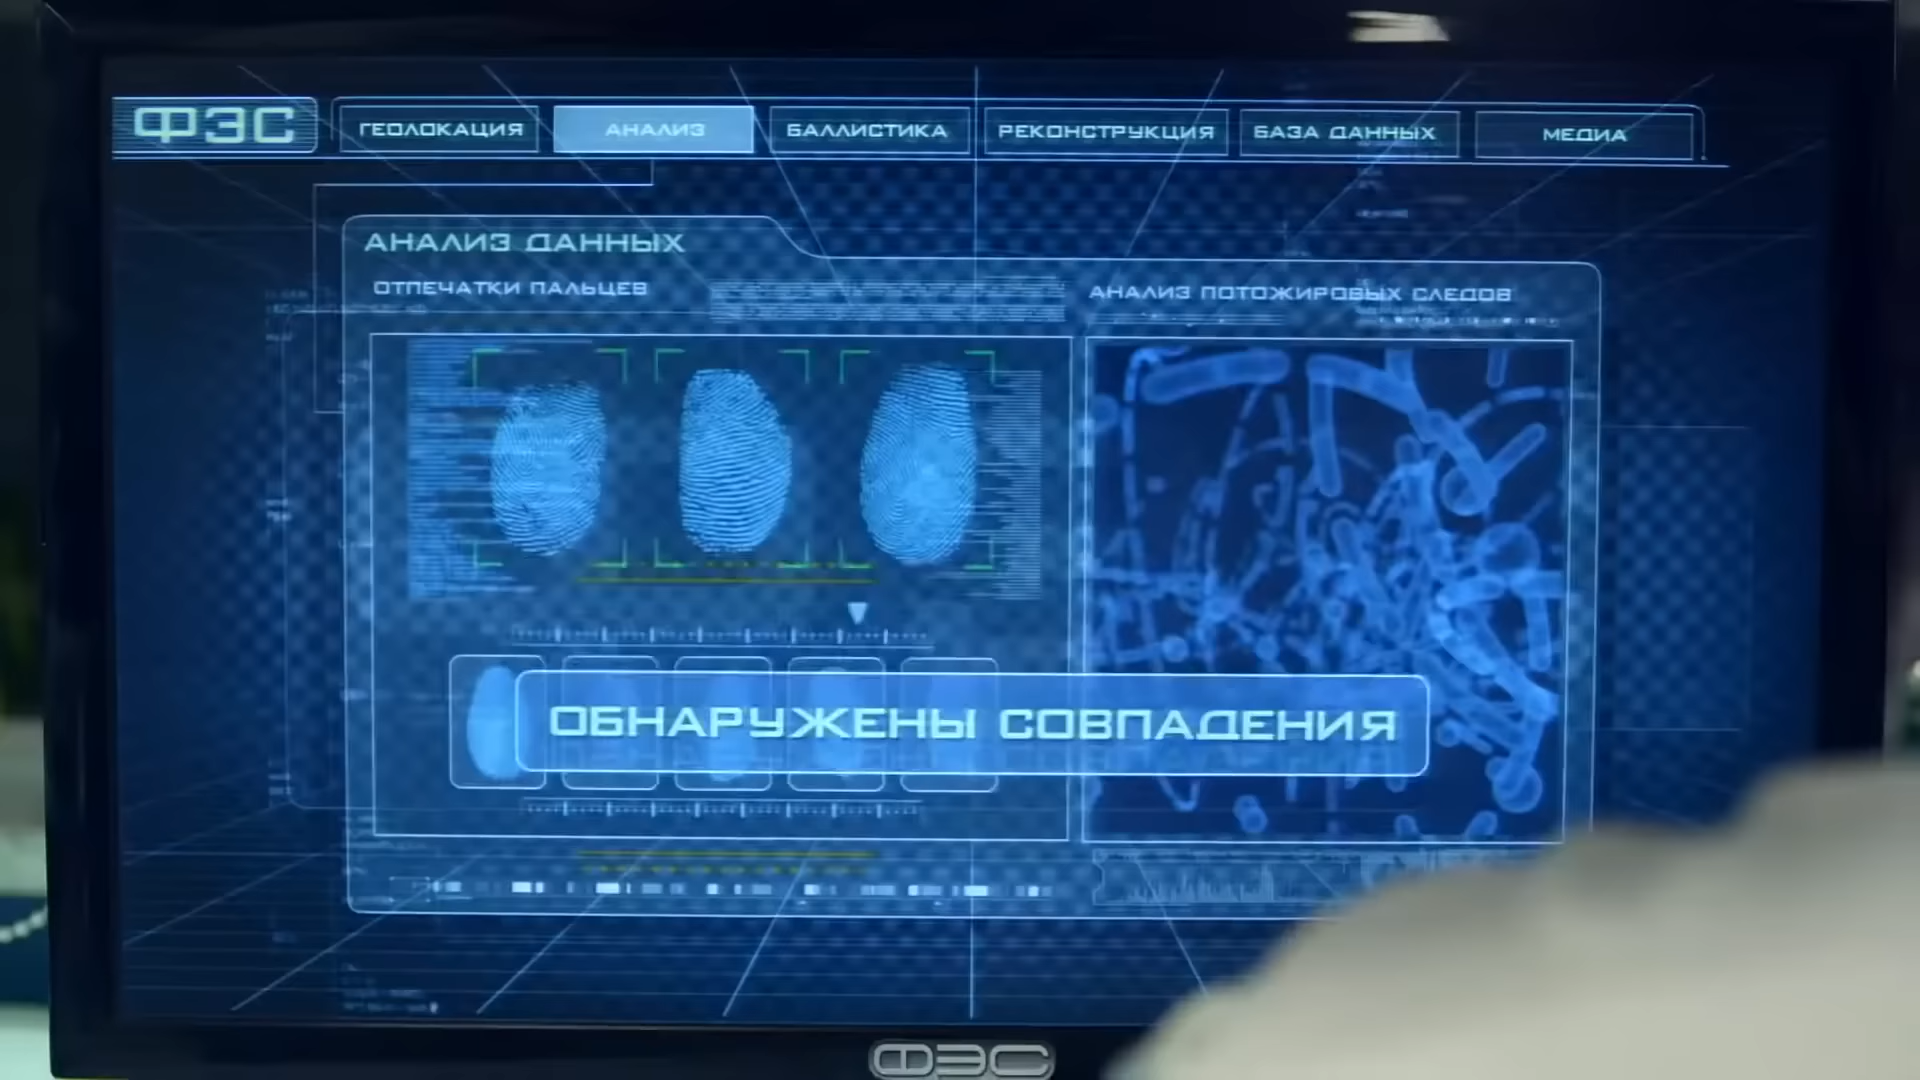 ФЭС
ГЕОЛОКАЦИЯ
АНАЛИЗ
БАЛЛИСТИКА
РЕКОНСТРУКЦИЯ
БАЗА ДАННЫХ
МЕДИА
АНАЛИЗ ДАННЫХ
ОТПЕЧАТКИ ПАЛЬЦЕВ
АНАЛИЗ ПОТОЖИРОВЫХ СЛЕДОВ
ОБНАРУЖЕНЫ СОВПАДЕНИЯ
ФЭС